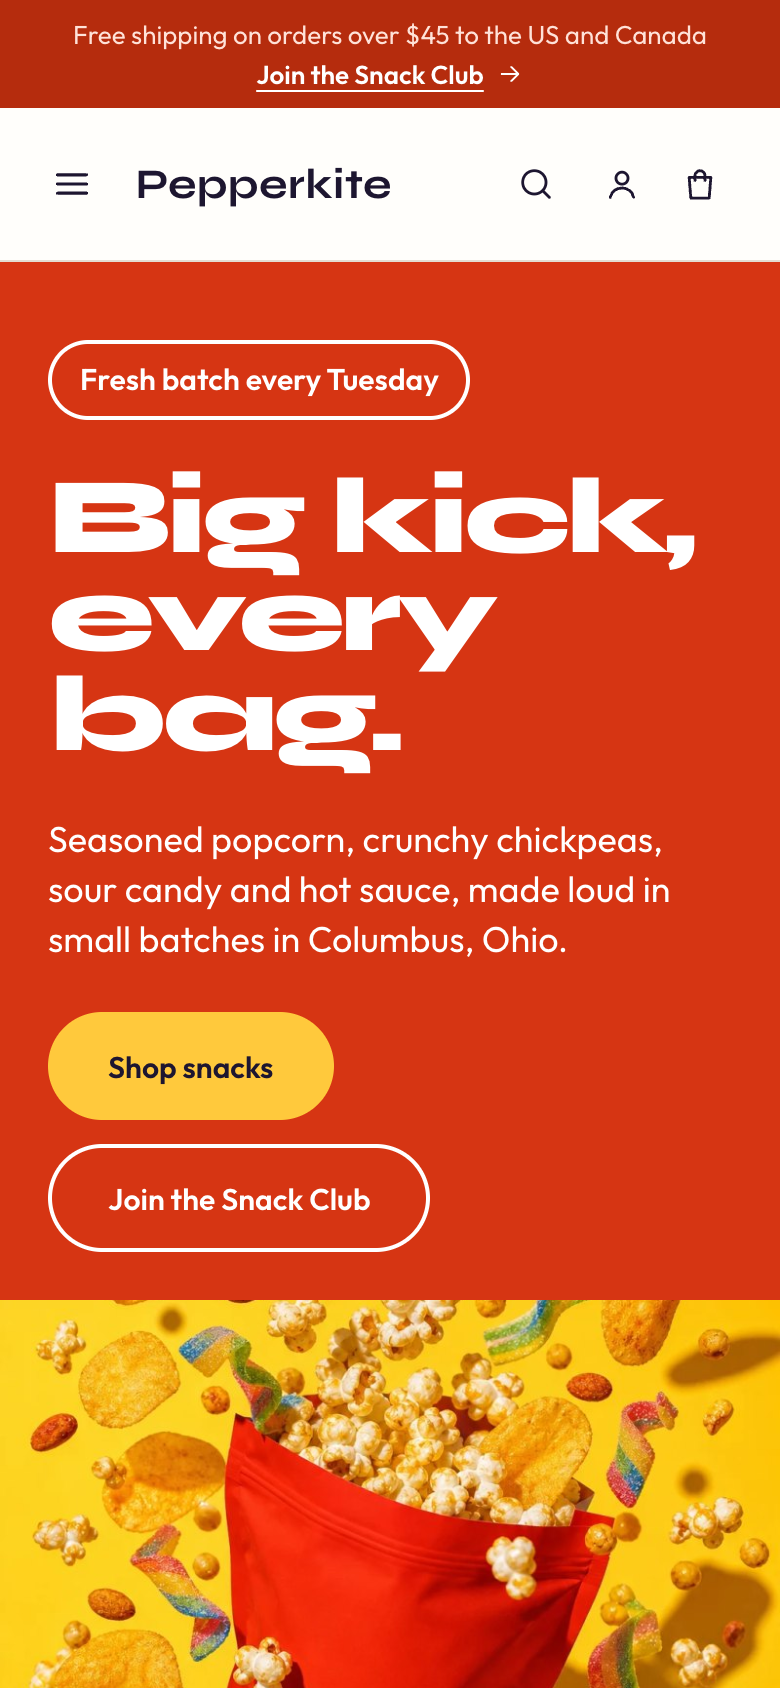 Free shipping on orders over $45 to the US and Canada
Join the Snack Club →
Pepperkite
Fresh batch every Tuesday
Big kick,
every
bag.
Seasoned popcorn, crunchy chickpeas,
sour candy and hot sauce, made loud in
small batches in Columbus, Ohio.
Shop snacks
Join the Snack Club